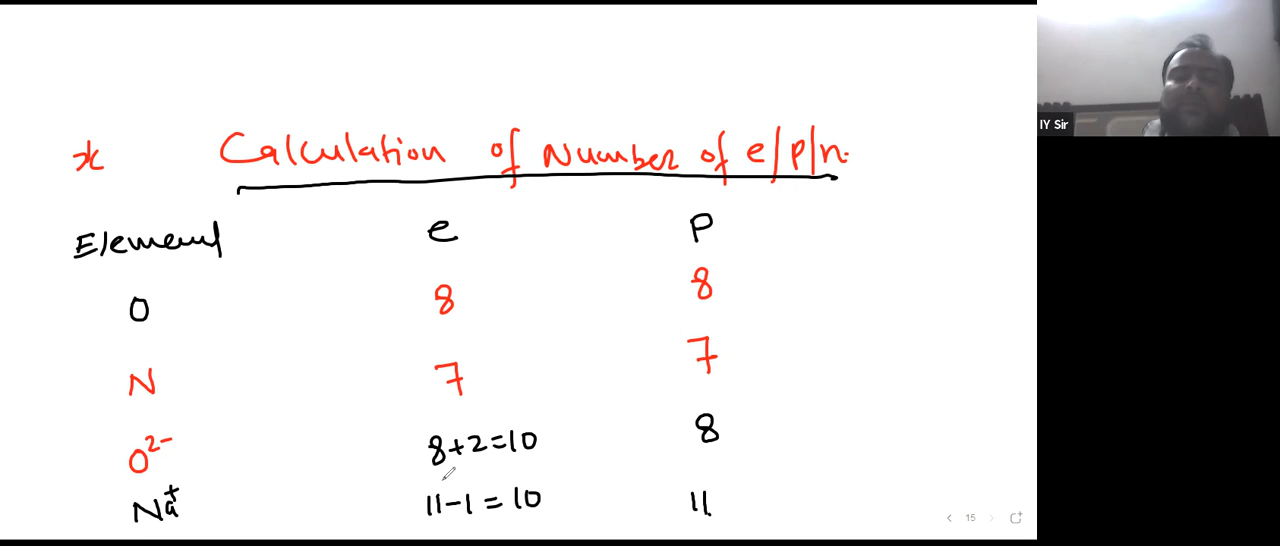 x Calculation of Number of e/p/n.
Element e P
O 8 8
N 7 7
O²⁻ 8+2=10 8
Na⁺ 11-1=10 11
IY Sir
15